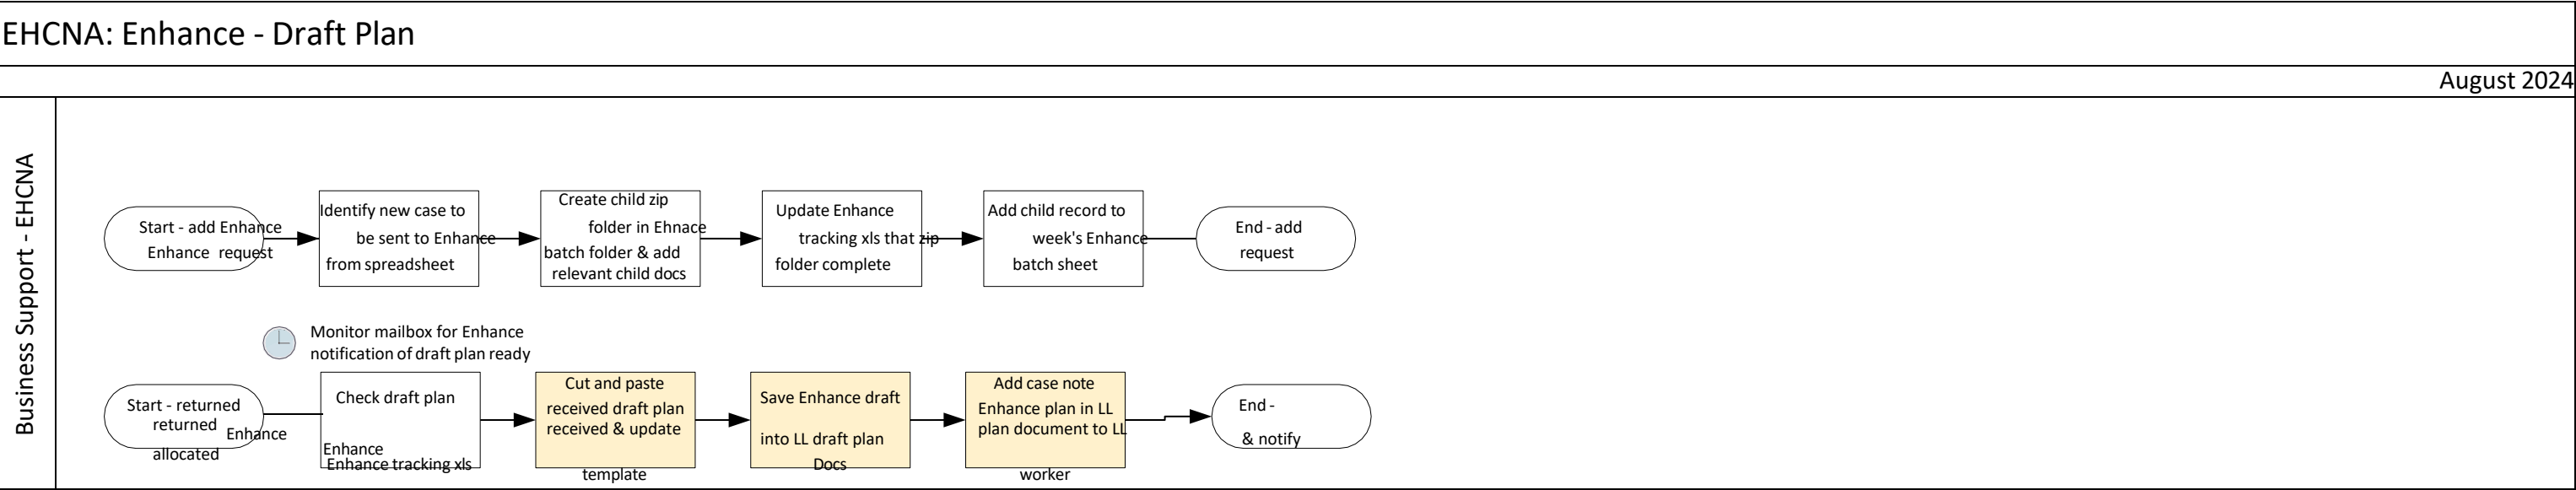 EHCNA: Enhance - Draft Plan
August 2024
Business Support - EHCNA
Start - add Enhance
Enhance request
Identify new case to
be sent to Enhance
from spreadsheet
Create child zip
folder in Ehnace
batch folder & add
relevant child docs
Update Enhance
tracking xls that zip
folder complete
Add child record to
week's Enhance
batch sheet
End - add
request
Monitor mailbox for Enhance
notification of draft plan ready
Start - returned
returned
Enhance
allocated
Check draft plan
Enhance
Enhance tracking xls
Cut and paste
received draft plan
received & update
template
Save Enhance draft
into LL draft plan
Docs
Add case note
Enhance plan in LL
plan document to LL
worker
End -
& notify